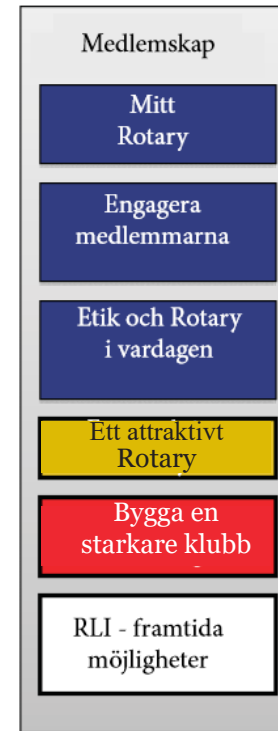 Medlemskap
Mitt
Rotary
Engagera
medlemmarna
Etik och Rotary
i vardagen
Ett attraktivt
Rotary
Bygga en
starkare klubb
RLI - framtida
möjligheter